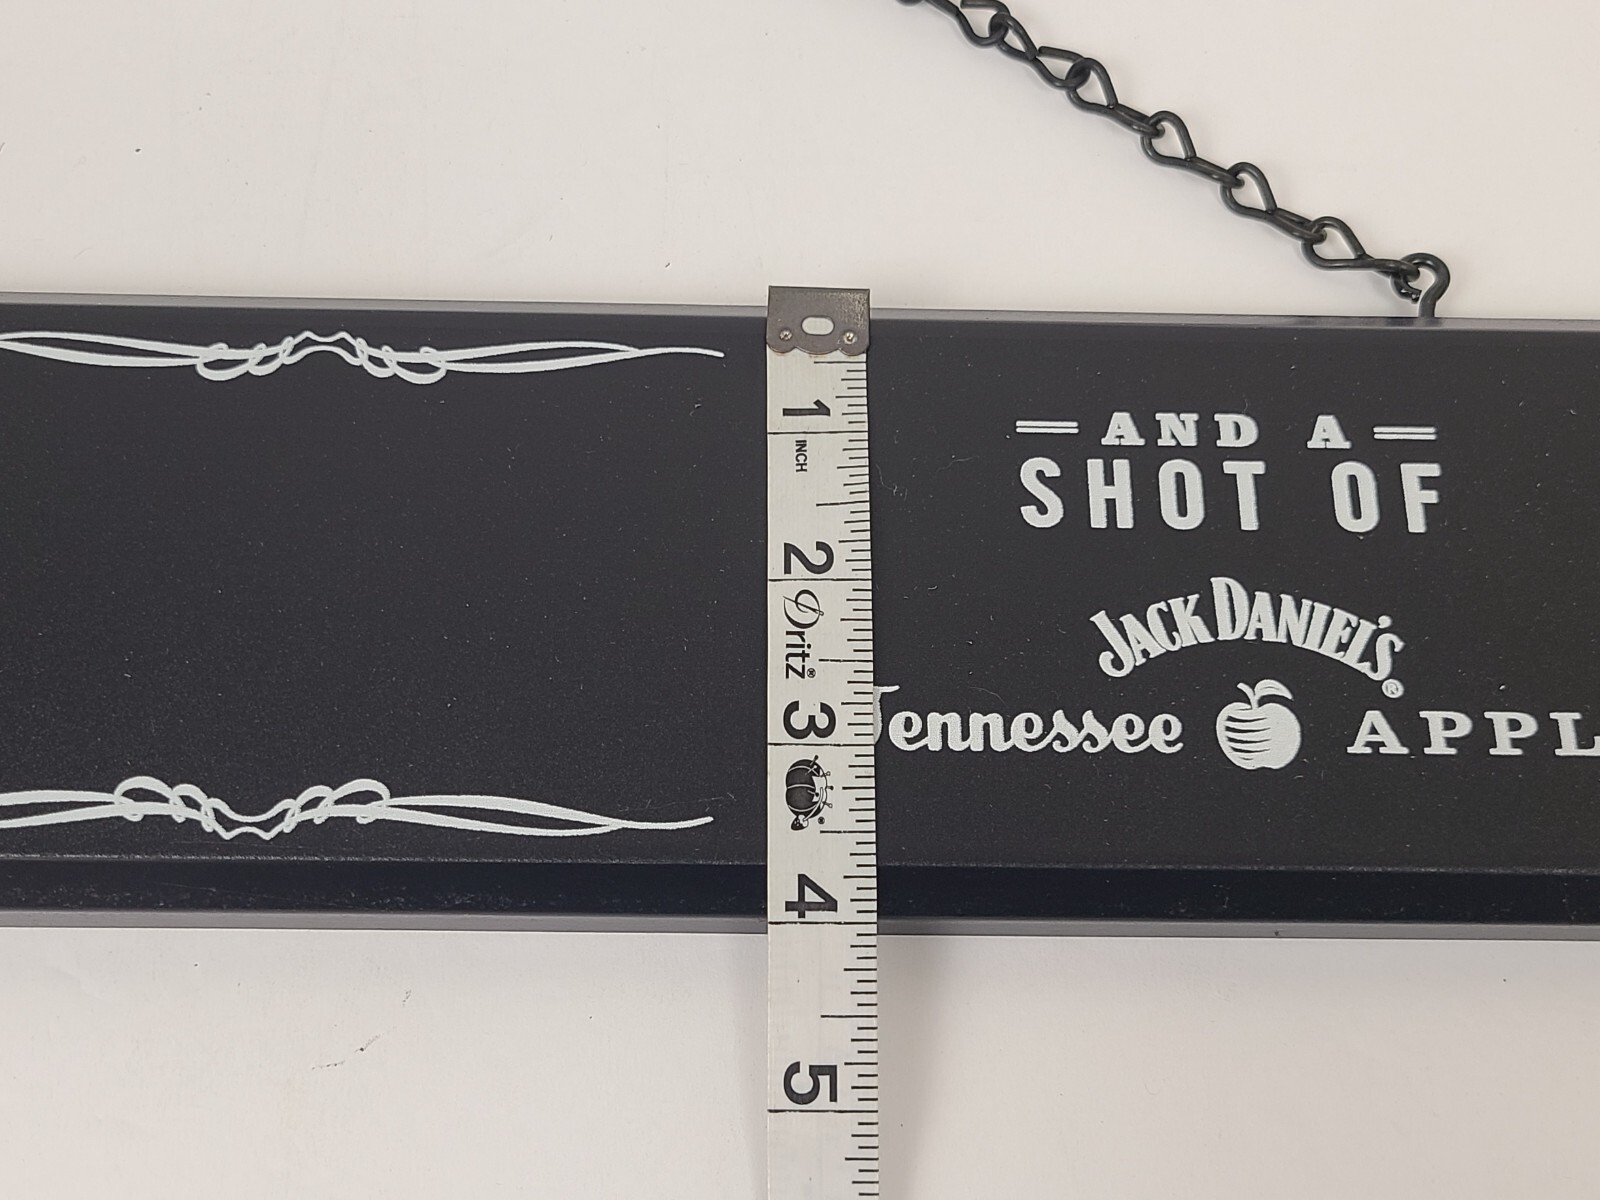 1
INCH
2
Dritz®
3
4
5
AND A
SHOT OF
JACK DANIEL'S®
Tennessee APPL